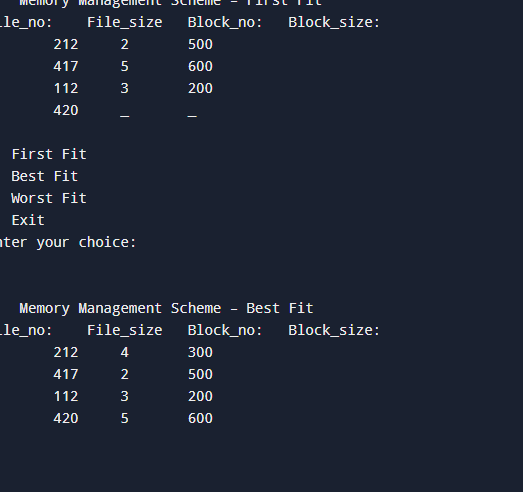 Memory Management Scheme – First Fit
ile_no: File_size Block_no: Block_size:
212 2 500
417 5 600
112 3 200
420 _ _
First Fit
Best Fit
Worst Fit
Exit
nter your choice:
Memory Management Scheme – Best Fit
ile_no: File_size Block_no: Block_size:
212 4 300
417 2 500
112 3 200
420 5 600